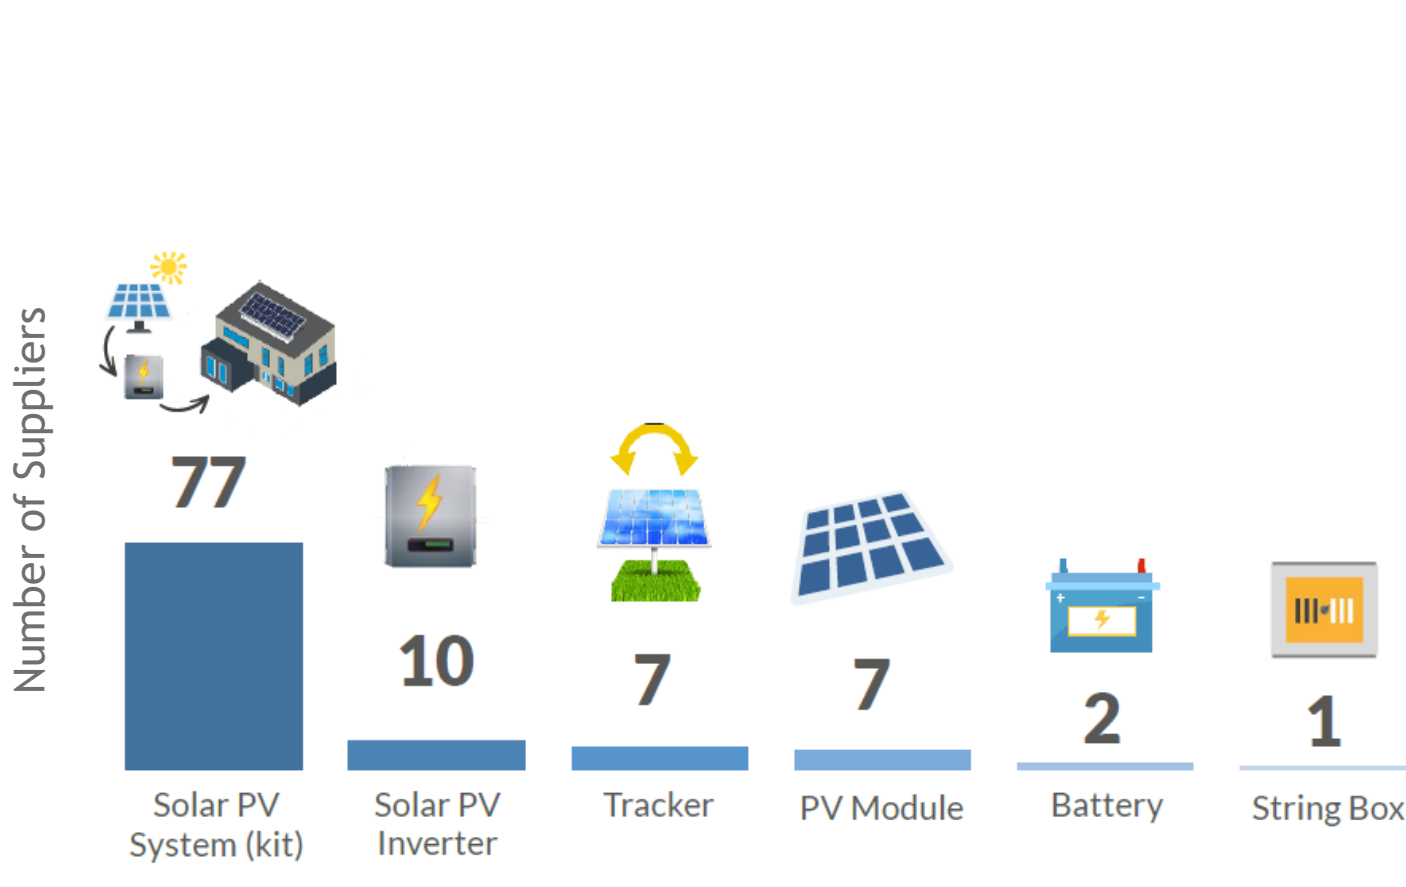 Number of Suppliers
77
10
7
7
2
1
Solar PV
System (kit)
Solar PV
Inverter
Tracker
PV Module
Battery
String Box